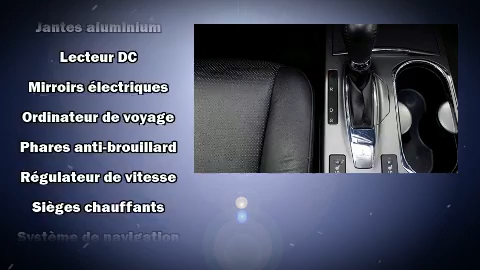 Jantes aluminium
Lecteur DC
Mirroirs électriques
Ordinateur de voyage
Phares anti-brouillard
Régulateur de vitesse
Sièges chauffants
Système de navigation